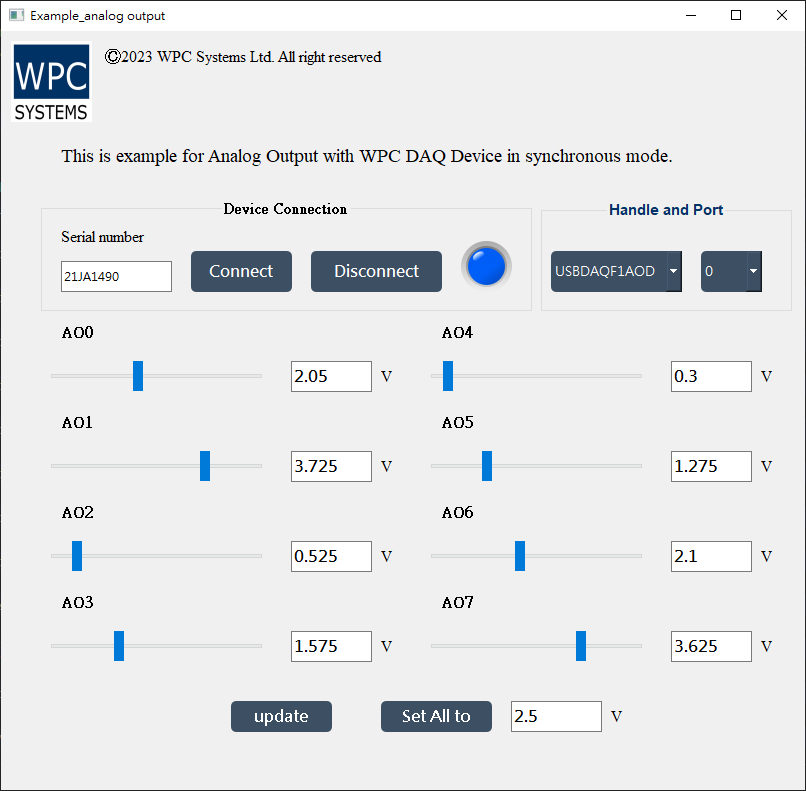 Example_analog output
WPC
SYSTEMS
©2023 WPC Systems Ltd. All right reserved
This is example for Analog Output with WPC DAQ Device in synchronous mode.
Device Connection
Serial number
21JA1490
Connect
Disconnect
Handle and Port
USBDAQF1AOD
0
AO0
2.05 V
AO4
0.3 V
AO1
3.725 V
AO5
1.275 V
AO2
0.525 V
AO6
2.1 V
AO3
1.575 V
AO7
3.625 V
update
Set All to
2.5 V